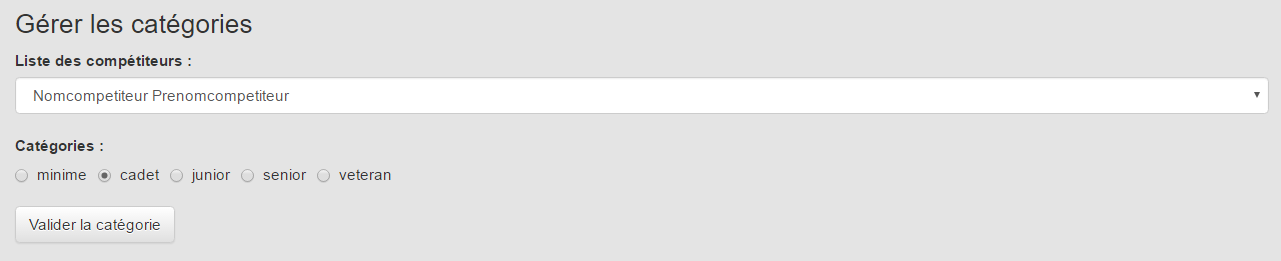 Gérer les catégories
Liste des compétiteurs :
Nomcompetiteur Prenomcompetiteur
Catégories :
minime cadet junior senior veteran
Valider la catégorie